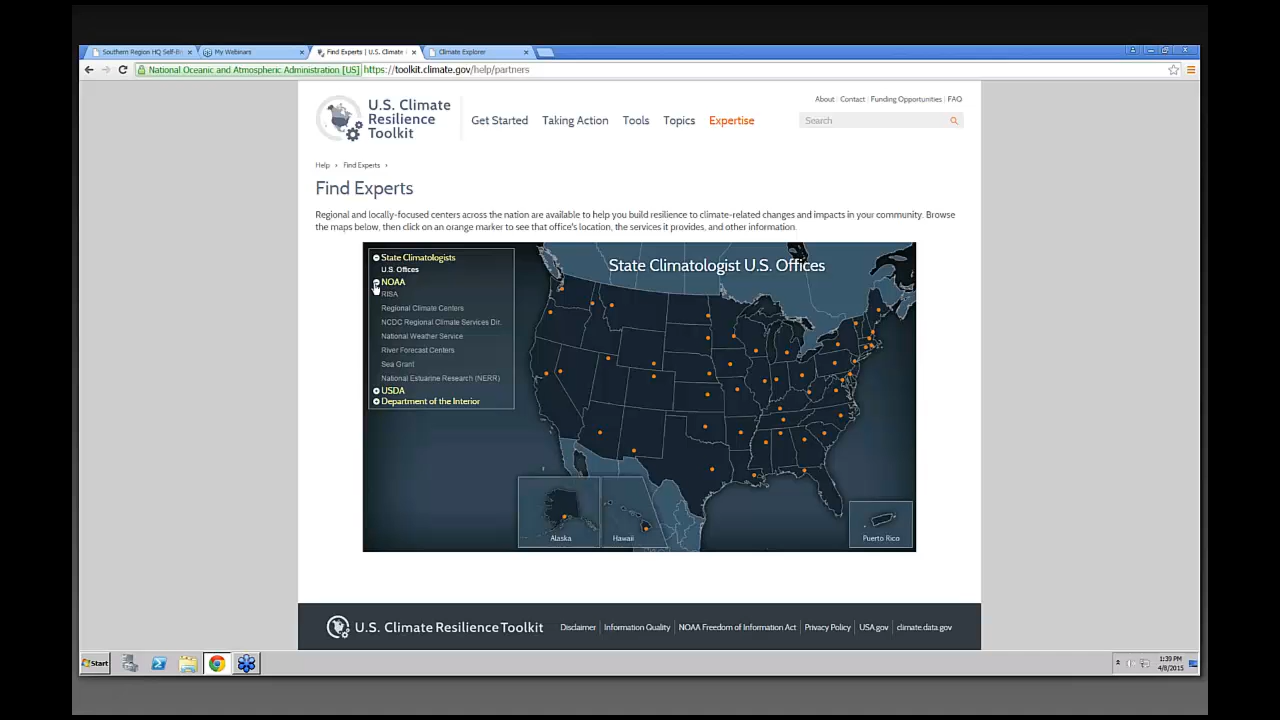 Southern Region HQ Self-Br
My Webinars
Find Experts | U.S. Climate
Climate Explorer
National Oceanic and Atmospheric Administration [US]
https://toolkit.climate.gov/help/partners
About
Contact
Funding Opportunities
FAQ
U.S. Climate
Resilience
Toolkit
Get Started
Taking Action
Tools
Topics
Expertise
Search
Help › Find Experts ›
Find Experts
Regional and locally-focused centers across the nation are available to help you build resilience to climate-related changes and impacts in your community. Browse
the maps below, then click on an orange marker to see that office's location, the services it provides, and other information.
State Climatologist U.S. Offices
State Climatologists
U.S. Offices
NOAA
RISA
Regional Climate Centers
NCDC Regional Climate Services Dir.
National Weather Service
River Forecast Centers
Sea Grant
National Estuarine Research (NERR)
USDA
Department of the Interior
Alaska
Hawaii
Puerto Rico
U.S. Climate Resilience Toolkit
Disclaimer
Information Quality
NOAA Freedom of Information Act
Privacy Policy
USA.gov
climate.data.gov
Start
1:39 PM
4/8/2015